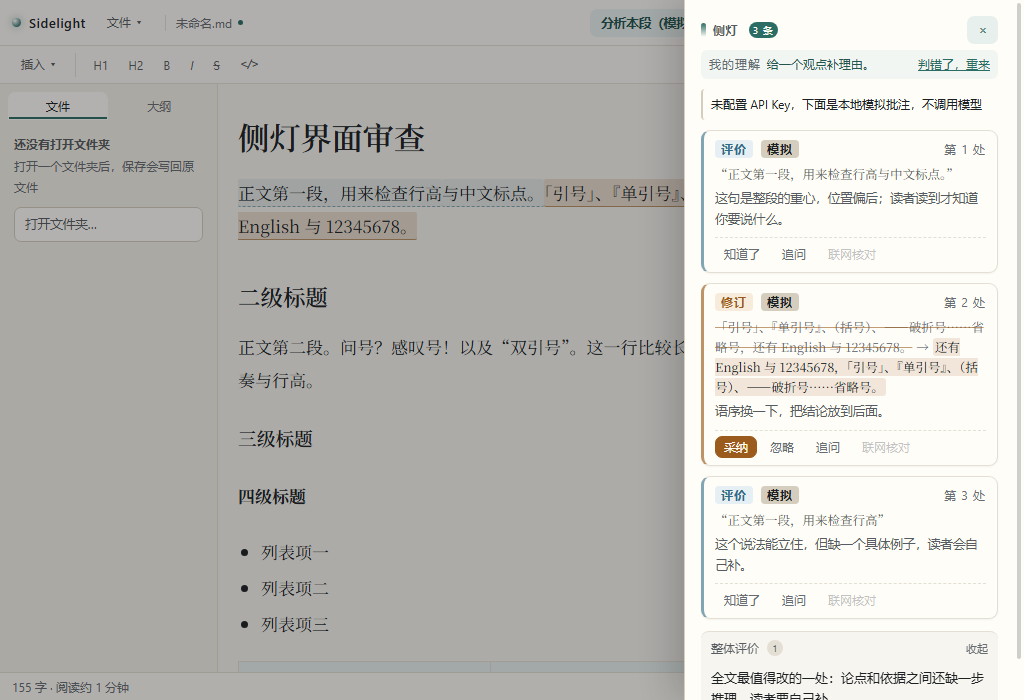 Sidelight 文件 未命名.md 分析本段（模
插入 H1 H2 B I S </>
文件 大纲
还没有打开文件夹
打开一个文件夹后，保存会写回原
文件
打开文件夹...
侧灯界面审查
正文第一段，用来检查行高与中文标点。「引号」、『单引号』、
English 与 12345678。
二级标题
正文第二段。问号？感叹号！以及“双引号”。这一行比较长
奏与行高。
三级标题
四级标题
列表项一
列表项二
列表项三
155 字 · 阅读约 1 分钟
侧灯 3 条 ×
我的理解 给一个观点补理由。 判错了，重来
未配置 API Key，下面是本地模拟批注，不调用模型
评价 模拟 第 1 处
“正文第一段，用来检查行高与中文标点。”
这句是整段的重心，位置偏后；读者读到才知道
你要说什么。
知道了 追问 联网核对
修订 模拟 第 2 处
「引号」、『单引号』、（括号）、——破折号……省
略号，还有 English 与 12345678。 → 还有
English 与 12345678,「引号」、『单引号』、（括
号）、——破折号……省略号。
语序换一下，把结论放到后面。
采纳 忽略 追问 联网核对
评价 模拟 第 3 处
“正文第一段，用来检查行高”
这个说法能立住，但缺一个具体例子，读者会自
己补。
知道了 追问 联网核对
整体评价 1 收起
全文最值得改的一处：论点和依据之间还缺一步
推理，读者要自己补